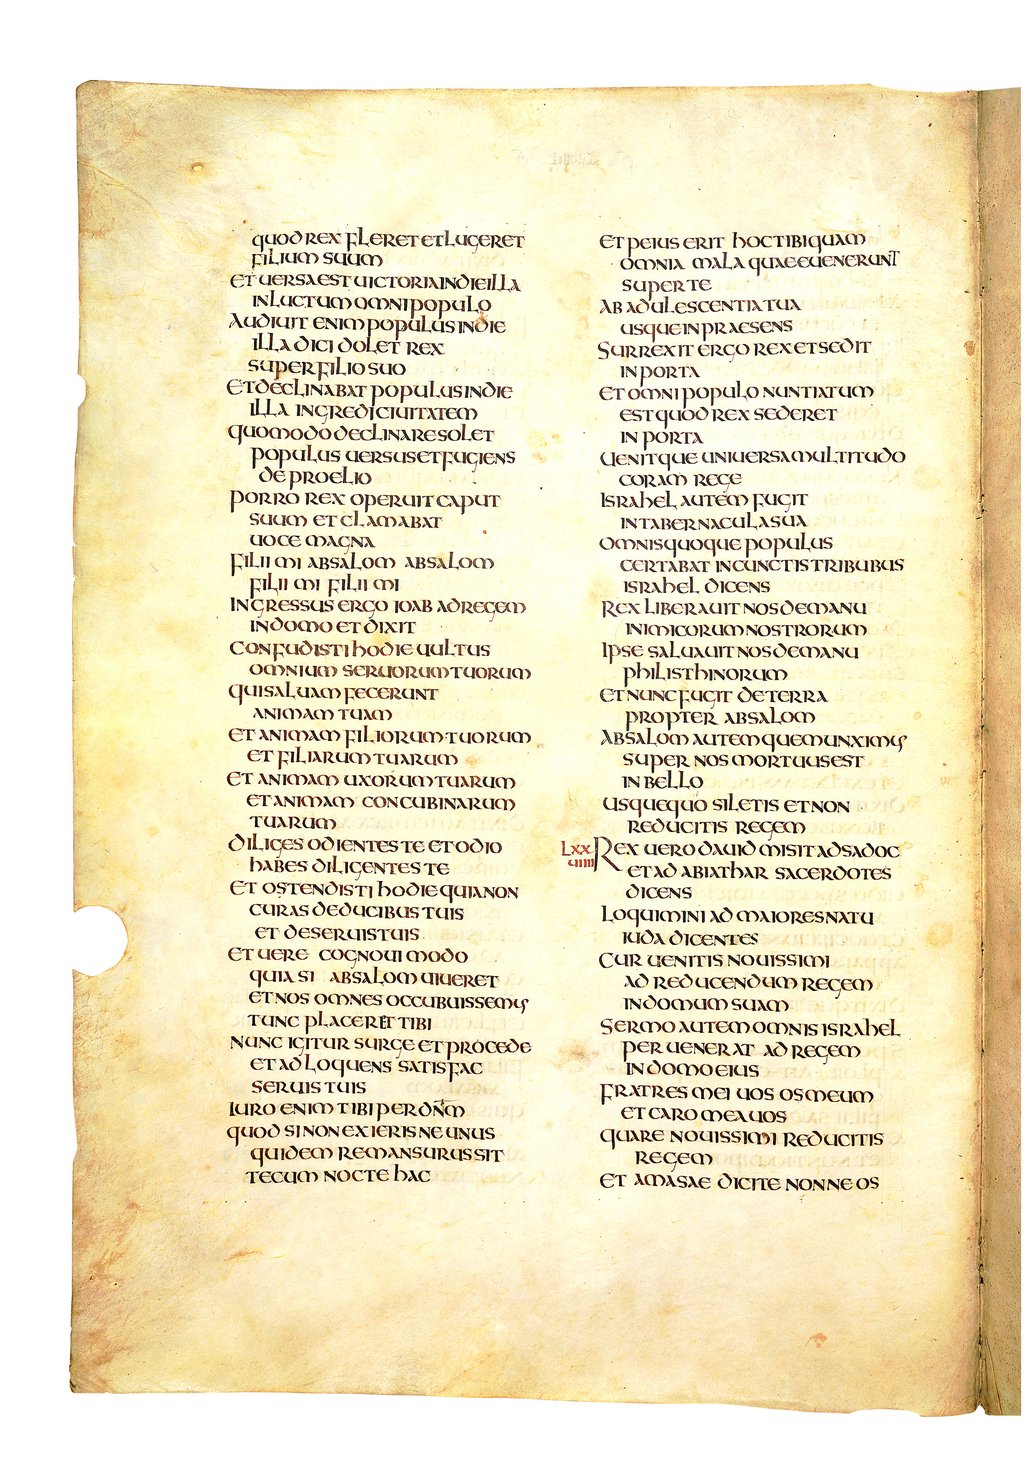 quod rex fleret et lugeret
filium suum
et uersa est uictoria in die illa
in luctum omni populo
audiuit enim populus in die
illa dici dolet rex
super filio suo
et declinabat populus in die
illa ingredi ciuitatem
quomodo declinare solet
populus uersus et fugiens
de proelio
porro rex operuit caput
suum et clamabat
uoce magna
fili mi absalom absalom
fili mi fili mi
ingressus ergo ioab ad regem
in domo et dixit
confudisti hodie uultus
omnium seruorum tuorum
qui saluam fecerunt
animam tuam
et animam filiorum tuorum
et filiarum tuarum
et animam uxorum tuarum
et animam concubinarum
tuarum
diliges odientes te et odio
habes diligentes te
et ostendisti hodie quia non
curas de ducibus tuis
et de seruis tuis
et uere cognoui modo
quia si absalom uiueret
et nos omnes occubuissemus
tunc placeret tibi
nunc igitur surge et procede
et adloquens satisfac
seruis tuis
iuro enim tibi per dnm
quod si non exieris ne unus
quidem remansurus sit
tecum nocte hac
et peius erit hoc tibi quam
omnia mala quae euenerunt
super te
ab adulescentia tua
usque in praesens
surrexit ergo rex et sedit
in porta
et omni populo nuntiatum
est quod rex sederet
in porta
uenitque uniuersa multitudo
coram rege
israhel autem fugit
in tabernacula sua
omnis quoque populus
certabat in cunctis tribubus
israhel dicens
rex liberauit nos de manu
inimicorum nostrorum
ipse saluauit nos de manu
philisthinorum
et nunc fugit de terra
propter absalom
absalom autem quem unximus
super nos mortuus est
in bello
usquequo siletis et non
reducitis regem
lxx
uiiii
Rex uero dauid misit ad sadoc
et ad abiathar sacerdotes
dicens
loquimini ad maiores natu
iuda dicentes
cur uenitis nouissimi
ad reducendum regem
in domum suam
sermo autem omnis israhel
peruenerat ad regem
in domo eius
fratres mei uos os meum
et caro mea uos
quare nouissimi reducitis
regem
et amasae dicite nonne os